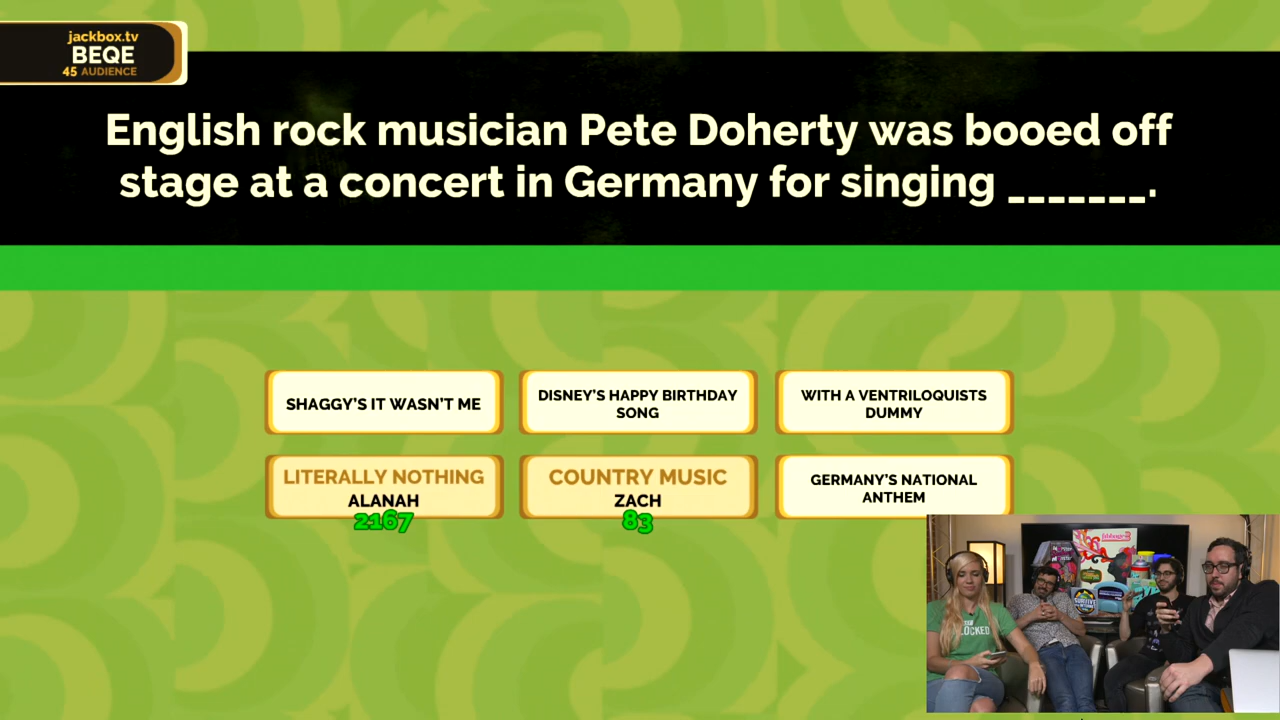 jackbox.tv
BEQE
45 AUDIENCE
English rock musician Pete Doherty was booed off
stage at a concert in Germany for singing _______.
SHAGGY'S IT WASN'T ME
DISNEY'S HAPPY BIRTHDAY
SONG
WITH A VENTRILOQUISTS
DUMMY
LITERALLY NOTHING
ALANAH
2167
COUNTRY MUSIC
ZACH
83
GERMANY'S NATIONAL
ANTHEM
LOCKED